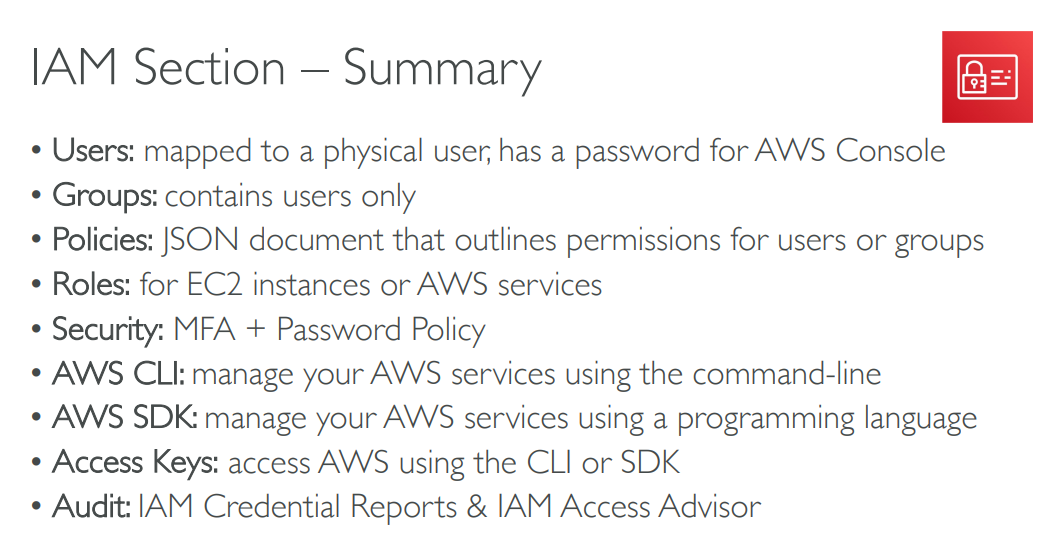 IAM Section – Summary
• Users: mapped to a physical user, has a password for AWS Console
• Groups: contains users only
• Policies: JSON document that outlines permissions for users or groups
• Roles: for EC2 instances or AWS services
• Security: MFA + Password Policy
• AWS CLI: manage your AWS services using the command-line
• AWS SDK: manage your AWS services using a programming language
• Access Keys: access AWS using the CLI or SDK
• Audit: IAM Credential Reports & IAM Access Advisor